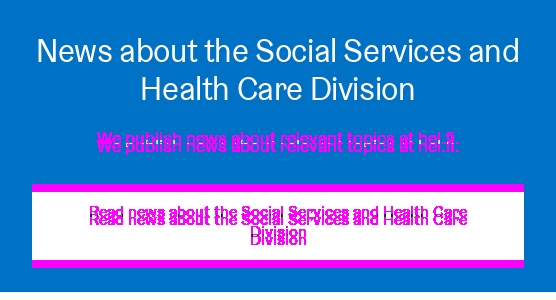 News about the Social Services and
Health Care Division
We publish news about relevant topics at hel.fi.
Read news about the Social Services and Health Care
Division